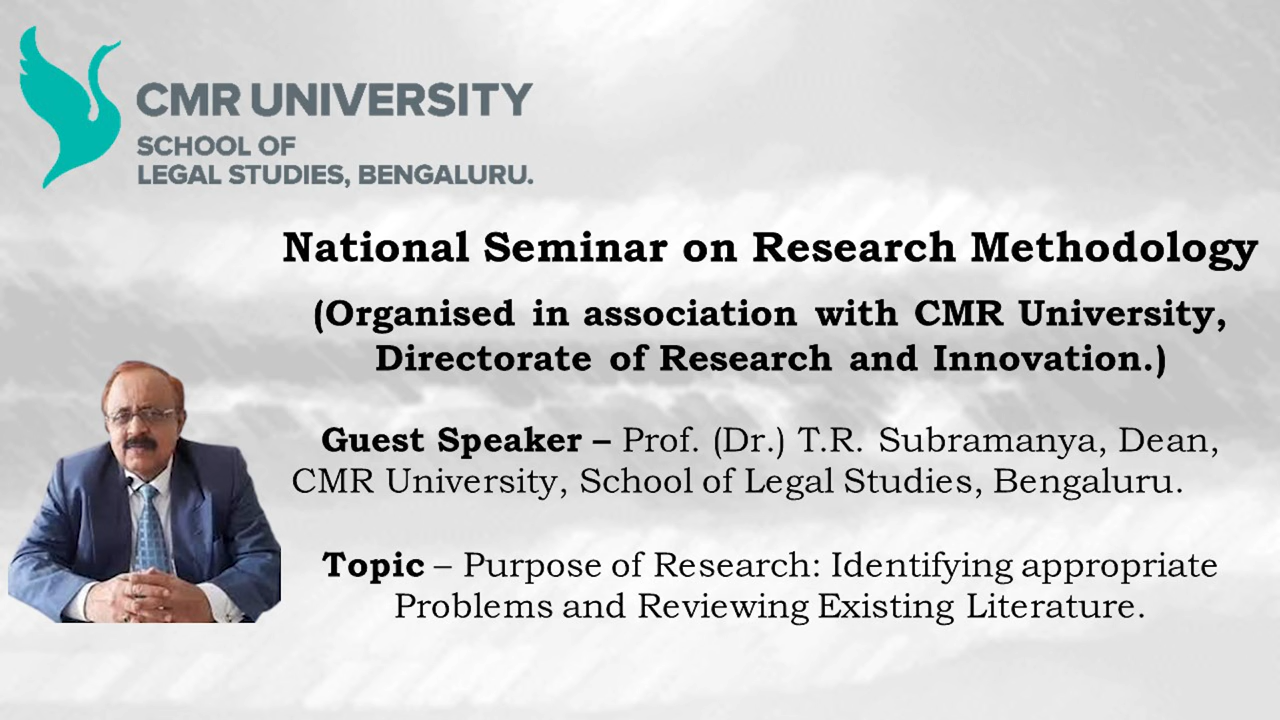 CMR UNIVERSITY
SCHOOL OF
LEGAL STUDIES, BENGALURU.
National Seminar on Research Methodology
(Organised in association with CMR University,
Directorate of Research and Innovation.)
Guest Speaker – Prof. (Dr.) T.R. Subramanya, Dean,
CMR University, School of Legal Studies, Bengaluru.
Topic – Purpose of Research: Identifying appropriate
Problems and Reviewing Existing Literature.